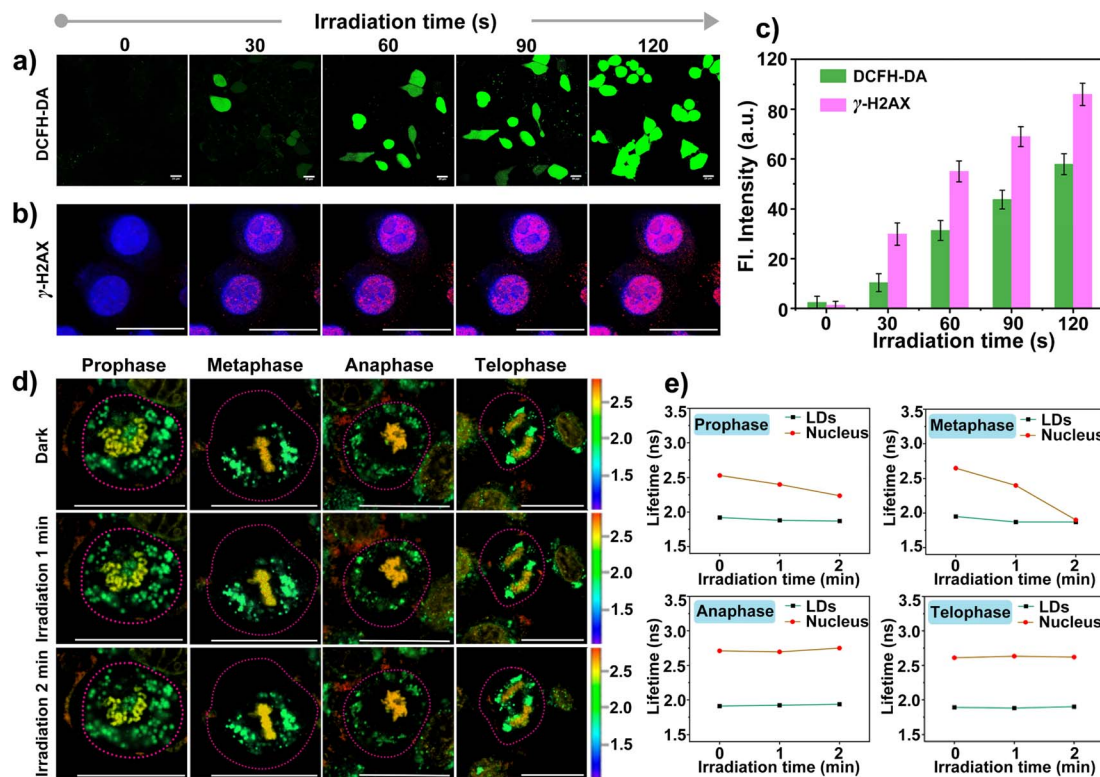 Irradiation time (s)
0 30 60 90 120
a)
DCFH-DA
b)
γ-H2AX
c)
120
90
60
30
0
Fl. Intensity (a.u.)
DCFH-DA
γ-H2AX
0 30 60 90 120
Irradiation time (s)
d)
Prophase Metaphase Anaphase Telophase
Dark
2.5
2.0
1.5
Irradiation 1 min
2.5
2.0
1.5
Irradiation 2 min
2.5
2.0
1.5
e)
Prophase
LDs
Nucleus
3.5
3.0
2.5
2.0
1.5
Lifetime (ns)
0 1 2
Irradiation time (min)
Metaphase
LDs
Nucleus
3.5
3.0
2.5
2.0
1.5
Lifetime (ns)
0 1 2
Irradiation time (min)
Anaphase
LDs
Nucleus
3.5
3.0
2.5
2.0
1.5
Lifetime (ns)
0 1 2
Irradiation time (min)
Telophase
LDs
Nucleus
3.5
3.0
2.5
2.0
1.5
Lifetime (ns)
0 1 2
Irradiation time (min)